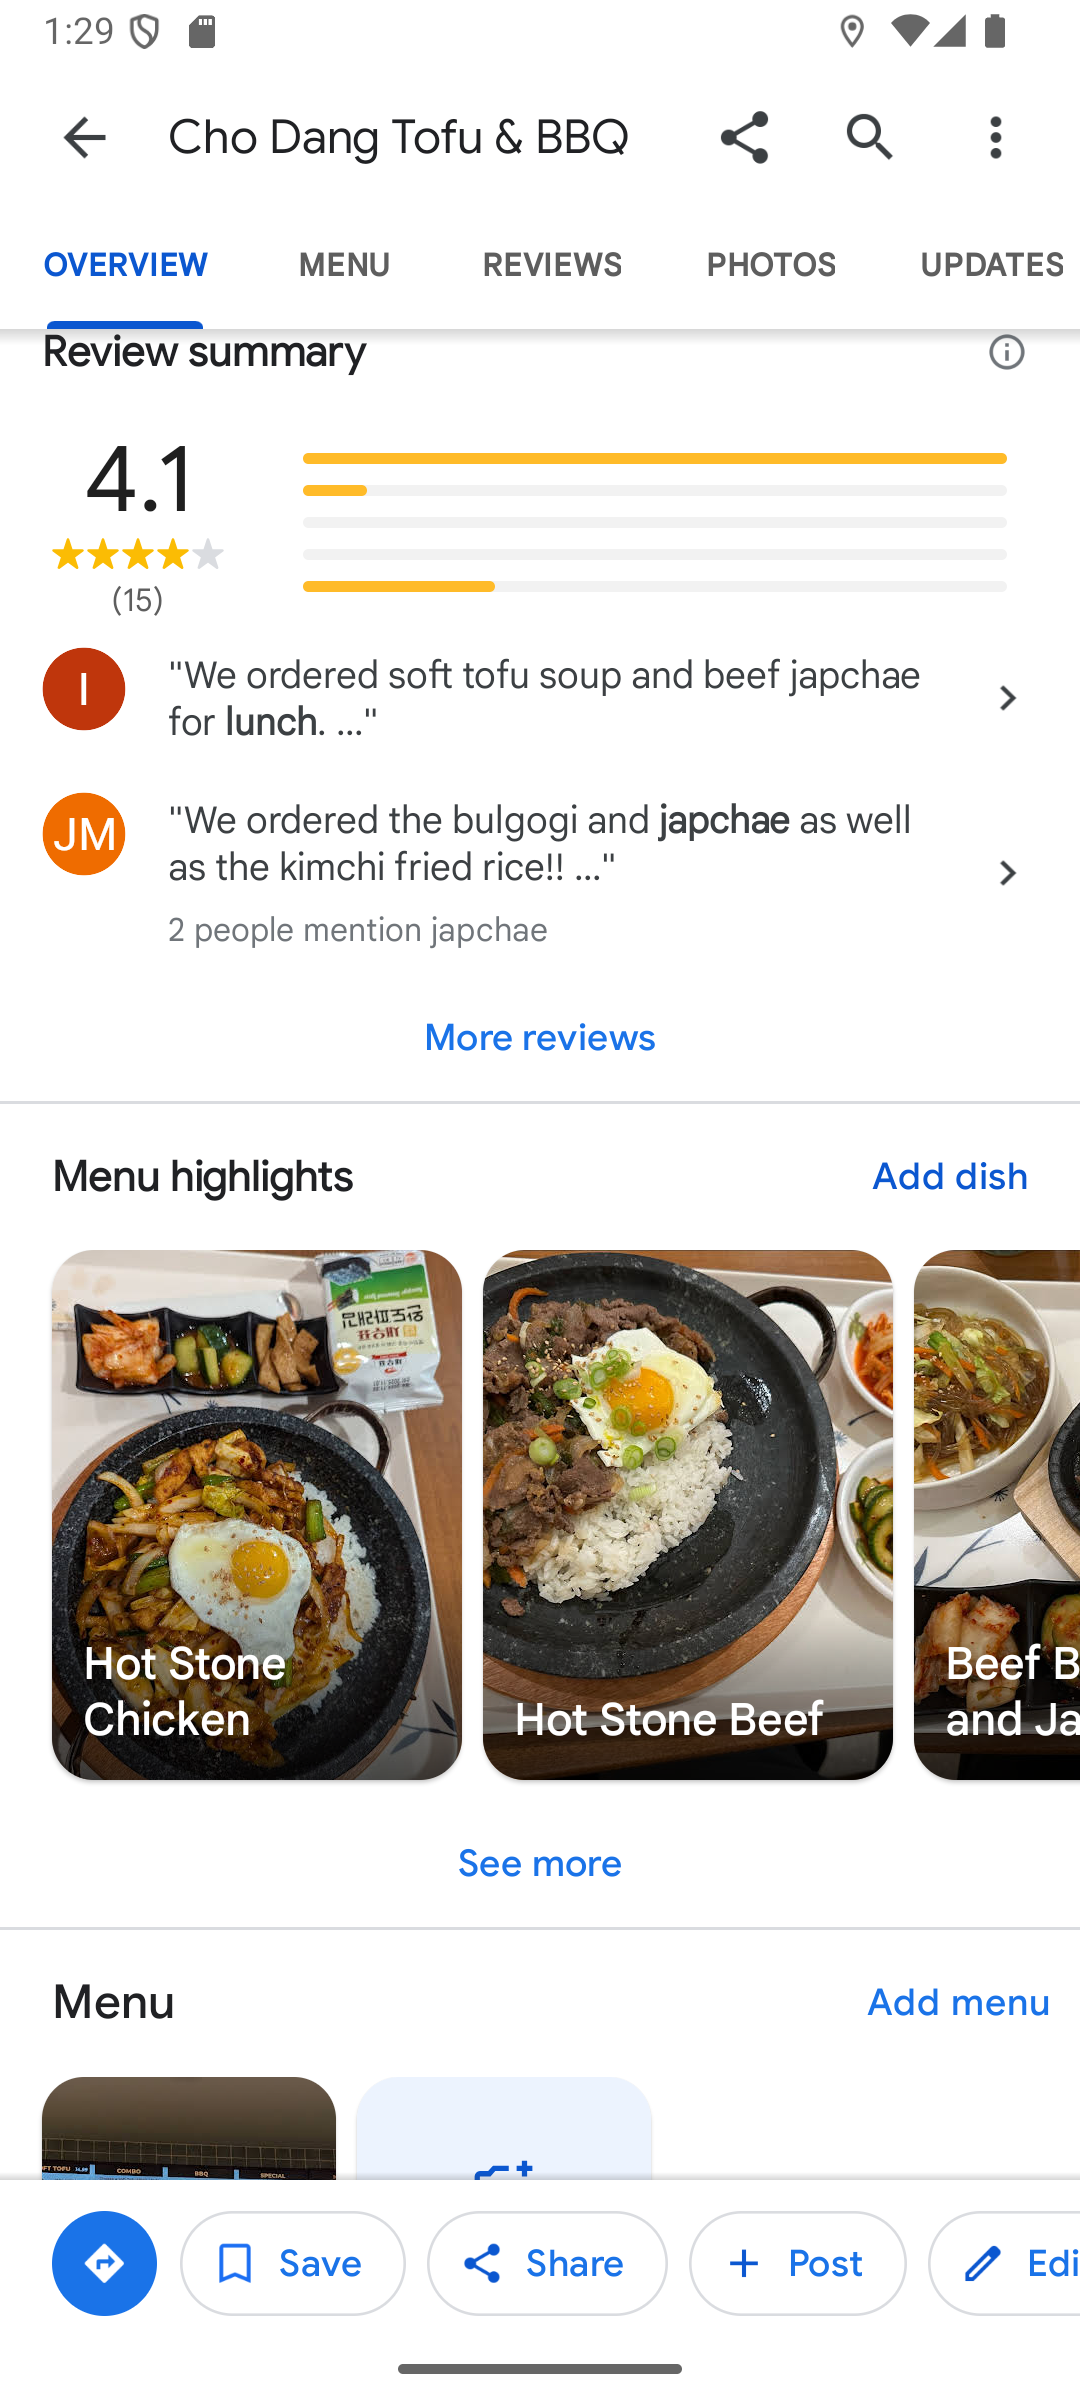 1:29
Cho Dang Tofu & BBQ
OVERVIEW MENU REVIEWS PHOTOS UPDATES
Review summary
4.1
(15)
I
"We ordered soft tofu soup and beef japchae
for lunch. ..."
JM
"We ordered the bulgogi and japchae as well
as the kimchi fried rice!! ..."
2 people mention japchae
More reviews
Menu highlights
Add dish
Hot Stone
Chicken
Hot Stone Beef
Beef B
and Ja
See more
Menu
Add menu
COMBO
BBQ
SPECIAL
Save
Share
Post
Edi